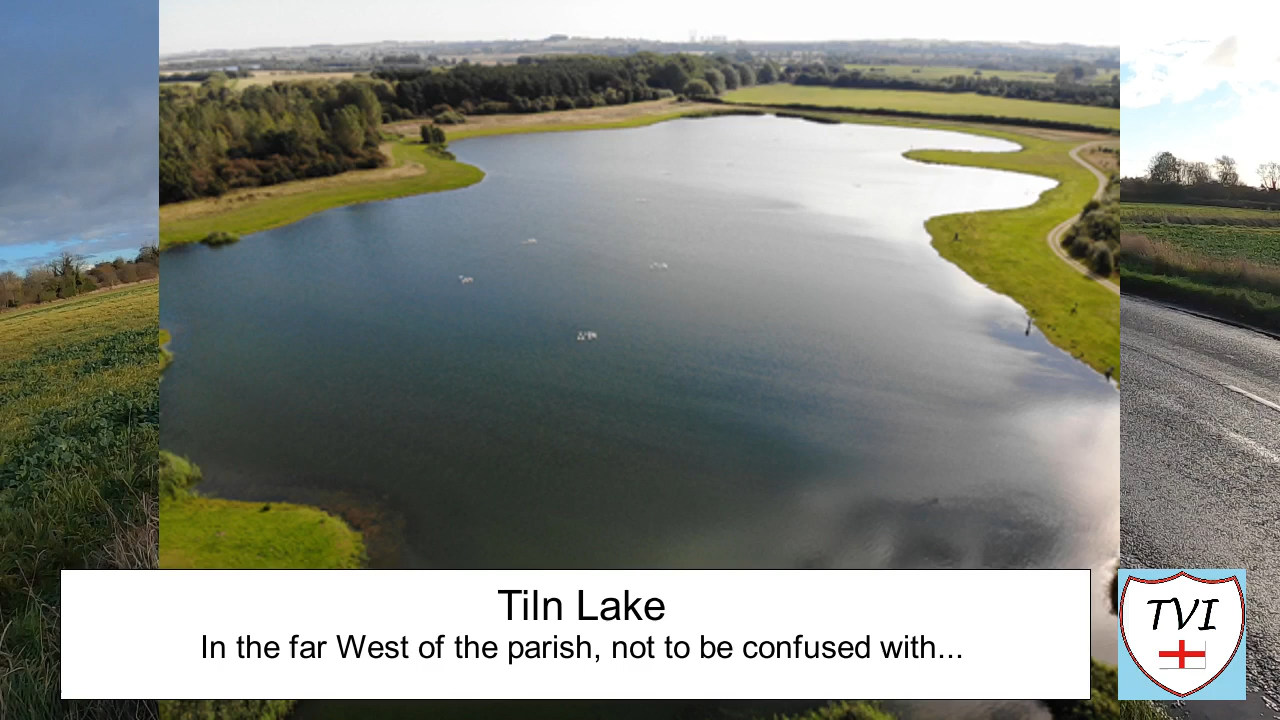 Tiln Lake
In the far West of the parish, not to be confused with...
TVI